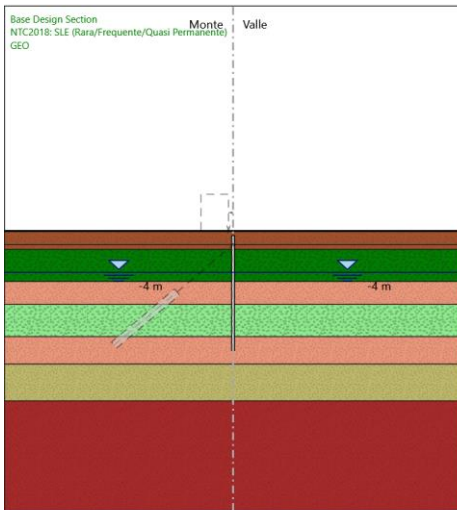 Base Design Section
NTC2018: SLE (Rara/Frequente/Quasi Permanente)
GEO
Monte Valle
-4 m -4 m